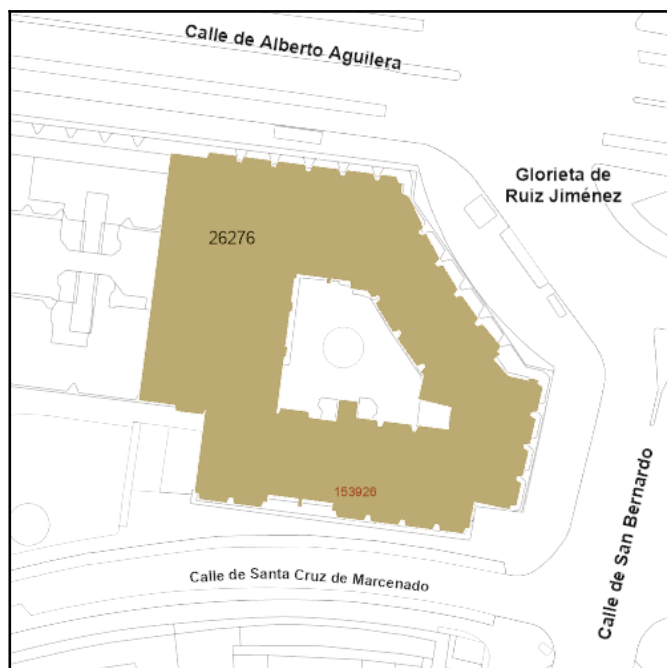 Calle de Alberto Aguilera
Glorieta de
Ruiz Jiménez
26276
153926
Calle de San Bernardo
Calle de Santa Cruz de Marcenado